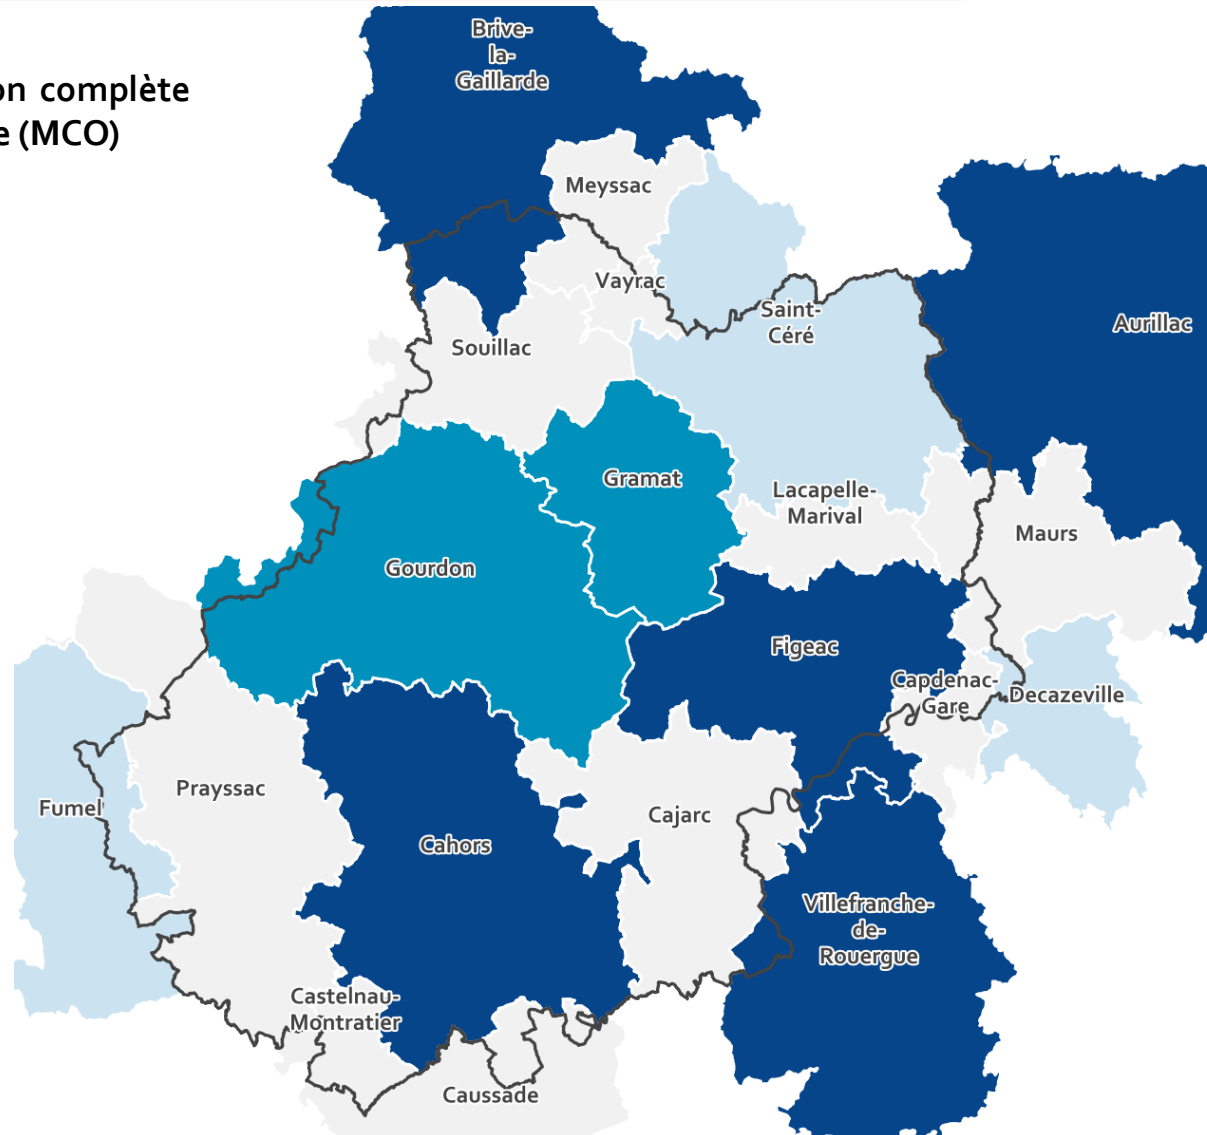 on complète
e (MCO)
Brive-
la-
Gaillarde
Meyssac
Vayrac
Saint-
Céré
Aurillac
Souillac
Gramat
Lacapelle-
Marival
Maurs
Gourdon
Figeac
Capdenac-
Gare
Decazeville
Prayssac
Fumel
Cajarc
Cahors
Villefranche-
de-
Rouergue
Castelnau-
Montratier
Caussade